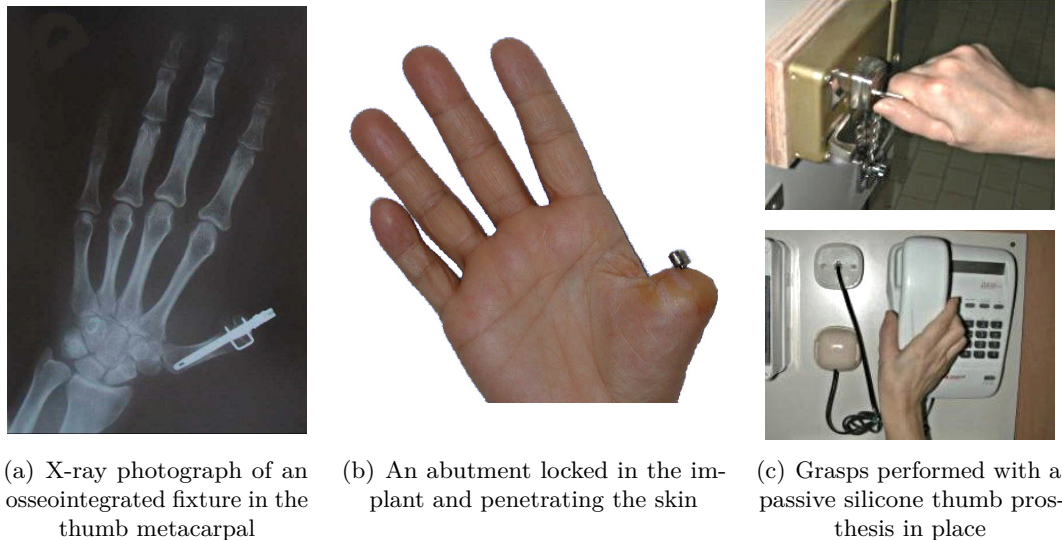 (a) X-ray photograph of an
osseointegrated fixture in the
thumb metacarpal
(b) An abutment locked in the im-
plant and penetrating the skin
(c) Grasps performed with a
passive silicone thumb pros-
thesis in place